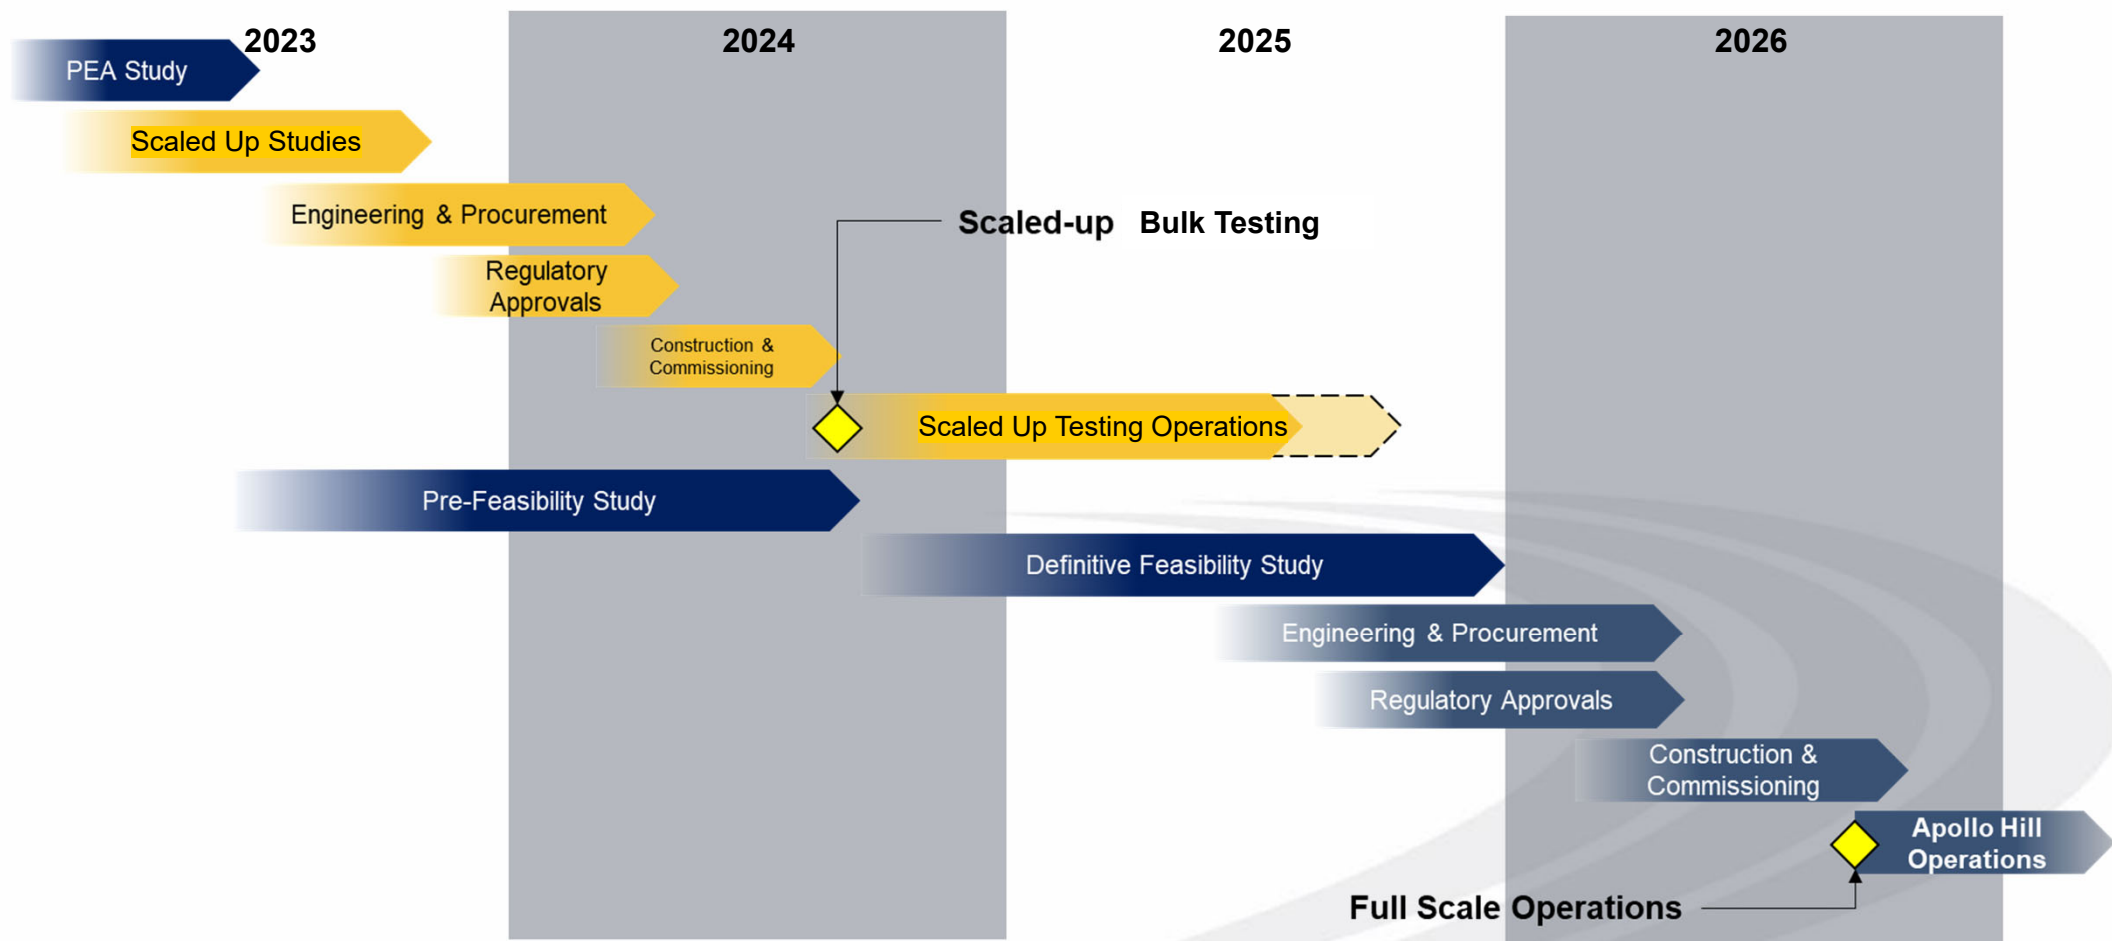 2023
2024
2025
2026
PEA Study
Scaled Up Studies
Engineering & Procurement
Scaled-up Bulk Testing
Regulatory
Approvals
Construction &
Commissioning
Scaled Up Testing Operations
Pre-Feasibility Study
Definitive Feasibility Study
Engineering & Procurement
Regulatory Approvals
Construction &
Commissioning
Apollo Hill
Operations
Full Scale Operations